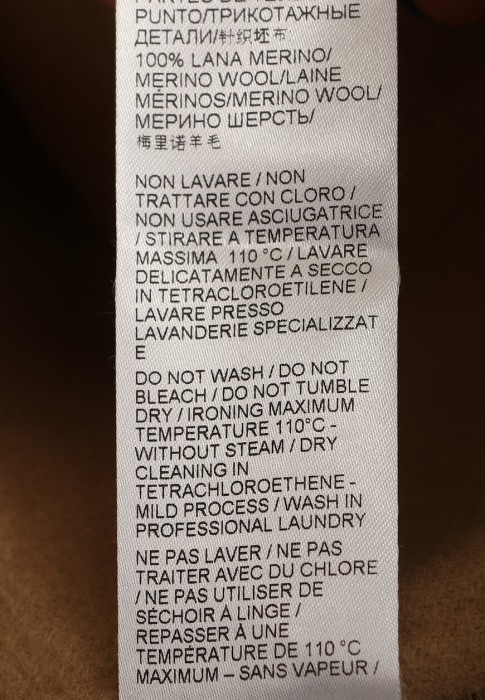 PUNTO/ТРИКОТАЖНЫЕ
ДЕТАЛИ/针织坯布
100% LANA MERINO/
MERINO WOOL/LAINE
MÉRINOS/MERINO WOOL/
МЕРИНО ШЕРСТЬ/
梅里诺羊毛
NON LAVARE / NON
TRATTARE CON CLORO /
NON USARE ASCIUGATRICE
/ STIRARE A TEMPERATURA
MASSIMA 110 °C / LAVARE
DELICATAMENTE A SECCO
IN TETRACLOROETILENE /
LAVARE PRESSO
LAVANDERIE SPECIALIZZAT
E
DO NOT WASH / DO NOT
BLEACH / DO NOT TUMBLE
DRY / IRONING MAXIMUM
TEMPERATURE 110°C -
WITHOUT STEAM / DRY
CLEANING IN
TETRACHLOROETHENE -
MILD PROCESS / WASH IN
PROFESSIONAL LAUNDRY
NE PAS LAVER / NE PAS
TRAITER AVEC DU CHLORE
/ NE PAS UTILISER DE
SÉCHOIR À LINGE /
REPASSER À UNE
TEMPÉRATURE DE 110 °C
MAXIMUM – SANS VAPEUR /